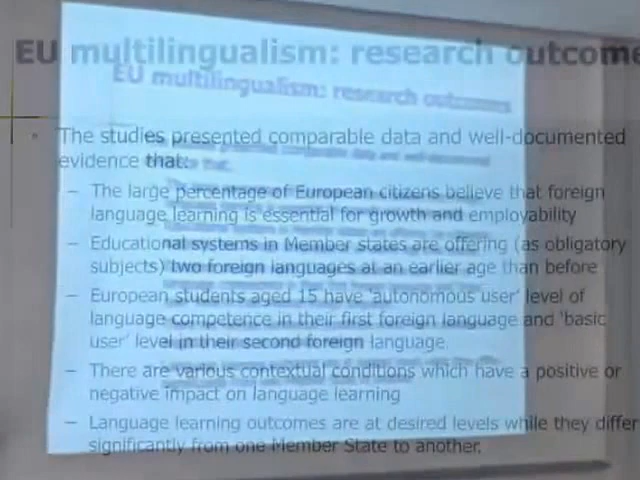 EU multilingualism: research outcome
EU multilingualism: research outcomes
• The studies presented comparable data and well-documented
evidence that:
– The large percentage of European citizens believe that foreign
language learning is essential for growth and employability
– Educational systems in Member states are offering (as obligatory
subjects) two foreign languages at an earlier age than before
– European students aged 15 have 'autonomous user' level of
language competence in their first foreign language and 'basic
user' level in their second foreign language.
– There are various contextual conditions which have a positive or
negative impact on language learning
– Language learning outcomes are at desired levels while they differ
significantly from one Member State to another.